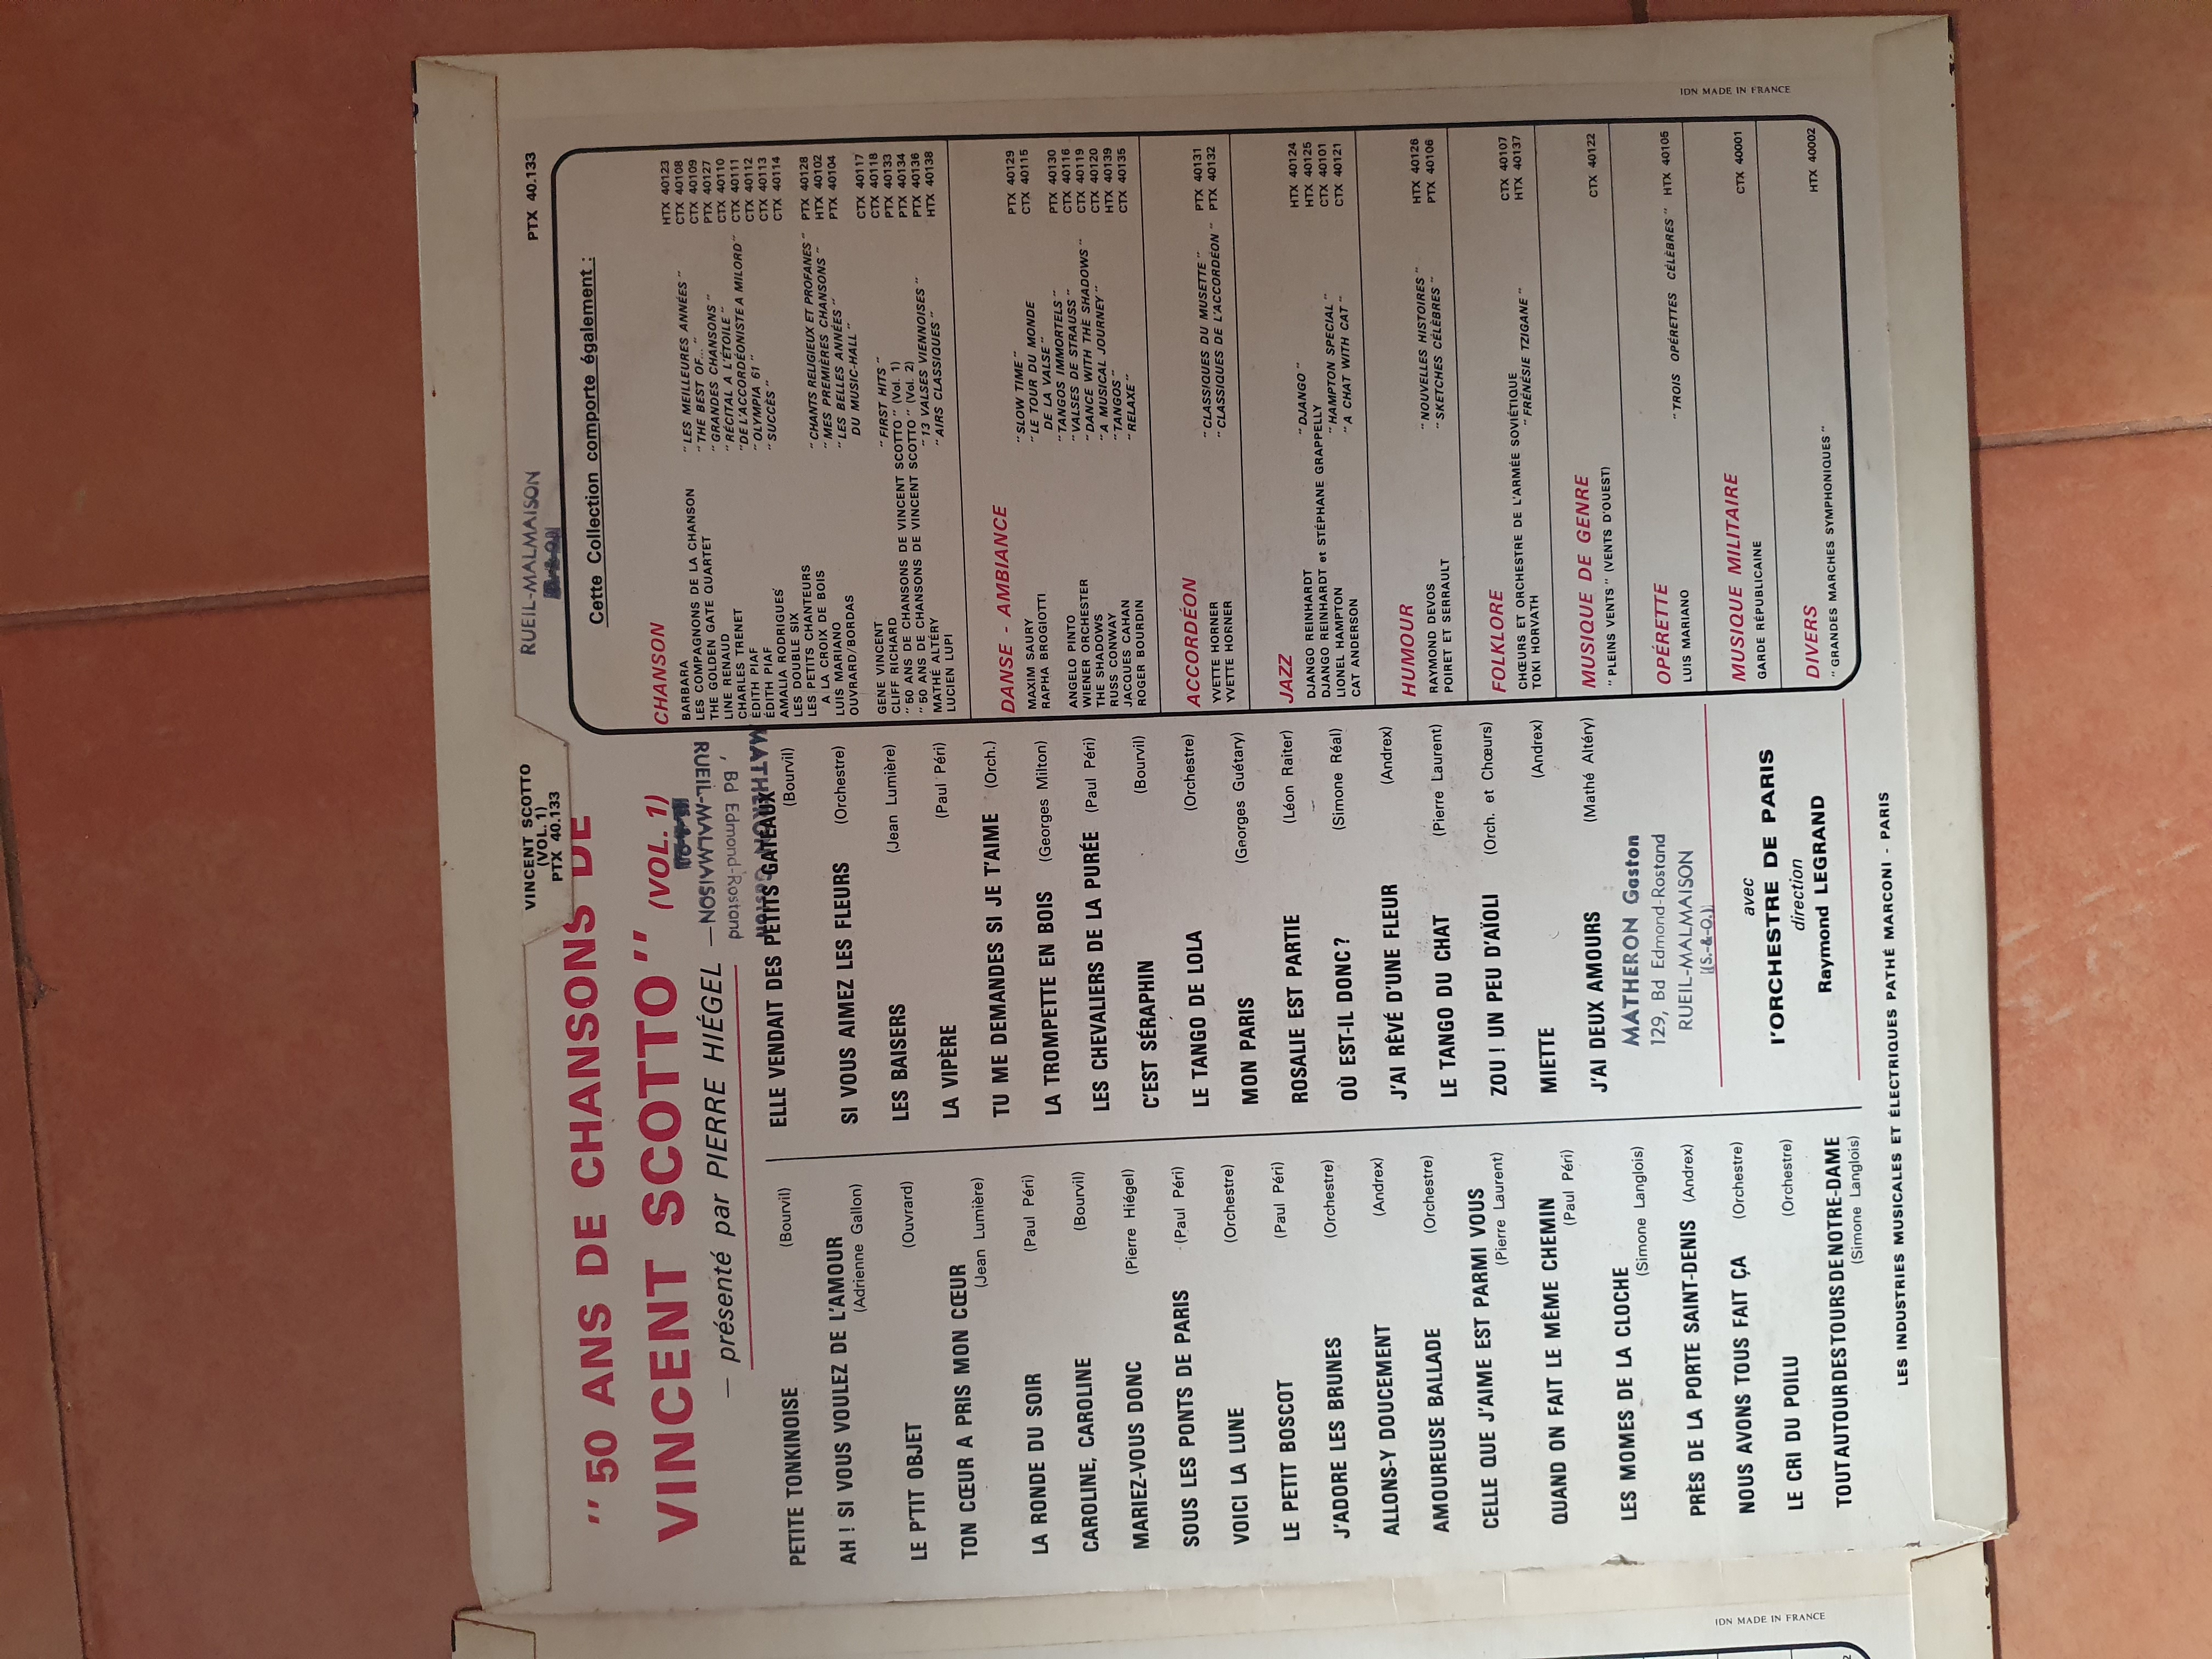 VINCENT SCOTTO
(VOL. 1)
PTX 40.133
RUEIL-MALMAISON
PTX 40.133
" 50 ANS DE CHANSONS DE
VINCENT SCOTTO" (VOL. 1)
— présenté par PIERRE HIÉGEL —
RUEIL-MALMAISON
, Bd Edmond-Rostand
MATHERON Gaston
PETITE TONKINOISE (Bourvil)
AH ! SI VOUS VOULEZ DE L'AMOUR
(Adrienne Gallon)
LE P'TIT OBJET (Ouvrard)
TON CŒUR A PRIS MON CŒUR
(Jean Lumière)
LA RONDE DU SOIR (Paul Péri)
CAROLINE, CAROLINE (Bourvil)
MARIEZ-VOUS DONC (Pierre Hiégel)
SOUS LES PONTS DE PARIS (Paul Péri)
VOICI LA LUNE (Orchestre)
LE PETIT BOSCOT (Paul Péri)
J'ADORE LES BRUNES (Orchestre)
ALLONS-Y DOUCEMENT (Andrex)
AMOUREUSE BALLADE (Orchestre)
CELLE QUE J'AIME EST PARMI VOUS
(Pierre Laurent)
QUAND ON FAIT LE MÊME CHEMIN
(Paul Péri)
LES MOMES DE LA CLOCHE
(Simone Langlois)
PRÈS DE LA PORTE SAINT-DENIS (Andrex)
NOUS AVONS TOUS FAIT ÇA (Orchestre)
LE CRI DU POILU (Orchestre)
TOUT AUTOUR DES TOURS DE NOTRE-DAME
(Simone Langlois)
ELLE VENDAIT DES PETITS GATEAUX
(Bourvil)
SI VOUS AIMEZ LES FLEURS (Orchestre)
LES BAISERS (Jean Lumière)
LA VIPÈRE (Paul Péri)
TU ME DEMANDES SI JE T'AIME (Orch.)
LA TROMPETTE EN BOIS (Georges Milton)
LES CHEVALIERS DE LA PURÉE (Paul Péri)
C'EST SÉRAPHIN (Bourvil)
LE TANGO DE LOLA (Orchestre)
MON PARIS (Georges Guétary)
ROSALIE EST PARTIE (Léon Raiter)
OÙ EST-IL DONC ? (Simone Réal)
J'AI RÊVÉ D'UNE FLEUR (Andrex)
LE TANGO DU CHAT (Pierre Laurent)
ZOU ! UN PEU D'AÏOLI (Orch. et Chœurs)
MIETTE (Andrex)
J'AI DEUX AMOURS (Mathé Altéry)
MATHERON Gaston
129, Bd Edmond-Rostand
RUEIL-MALMAISON
(S.-&-O.)
avec
l'ORCHESTRE DE PARIS
direction
Raymond LEGRAND
Cette Collection comporte également :
CHANSON
BARBARA HTX 40123
LES COMPAGNONS DE LA CHANSON "LES MEILLEURES ANNÉES" CTX 40108
THE GOLDEN GATE QUARTET "THE BEST OF..." CTX 40109
LINE RENAUD "GRANDES CHANSONS" PTX 40127
CHARLES TRENET "RÉCITAL A L'ÉTOILE" CTX 40110
ÉDITH PIAF "DE L'ACCORDÉONISTE A MILORD" CTX 40111
ÉDITH PIAF "OLYMPIA 61" CTX 40112
AMALIA RODRIGUES "SUCCÈS" CTX 40113
LES DOUBLE SIX CTX 40114
LES PETITS CHANTEURS
A LA CROIX DE BOIS "CHANTS RELIGIEUX ET PROFANES" PTX 40128
LUIS MARIANO "MES PREMIÈRES CHANSONS" HTX 40102
OUVRARD/BORDAS "LES BELLES ANNÉES" PTX 40104
DU MUSIC-HALL"
GENE VINCENT CTX 40117
CLIFF RICHARD "FIRST HITS" CTX 40118
"50 ANS DE CHANSONS DE VINCENT SCOTTO" (Vol. 1) PTX 40133
"50 ANS DE CHANSONS DE VINCENT SCOTTO" (Vol. 2) PTX 40134
MATHÉ ALTÉRY "13 VALSES VIENNOISES" PTX 40136
LUCIEN LUPI "AIRS CLASSIQUES" HTX 40138
DANSE - AMBIANCE
MAXIM SAURY "SLOW TIME" PTX 40129
RAPHA BROGIOTTI "LE TOUR DU MONDE CTX 40115
DE LA VALSE"
ANGELO PINTO "TANGOS IMMORTELS" PTX 40130
WIENER ORCHESTER "VALSES DE STRAUSS" CTX 40116
THE SHADOWS "DANCE WITH THE SHADOWS" CTX 40119
RUSS CONWAY "A MUSICAL JOURNEY" CTX 40120
JACQUES CAHAN "TANGOS" HTX 40139
ROGER BOURDIN "RELAXE" CTX 40135
ACCORDÉON
YVETTE HORNER "CLASSIQUES DU MUSETTE" PTX 40131
YVETTE HORNER "CLASSIQUES DE L'ACCORDÉON" PTX 40132
JAZZ
DJANGO REINHARDT "DJANGO" HTX 40124
DJANGO REINHARDT et STÉPHANE GRAPPELLY HTX 40125
LIONEL HAMPTON "HAMPTON SPECIAL" CTX 40101
CAT ANDERSON "A CHAT WITH CAT" CTX 40121
HUMOUR
RAYMOND DEVOS "NOUVELLES HISTOIRES" HTX 40126
POIRET ET SERRAULT "SKETCHES CÉLÈBRES" PTX 40106
FOLKLORE
CHŒURS ET ORCHESTRE DE L'ARMÉE SOVIÉTIQUE CTX 40107
TOKI HORVATH "FRÉNÉSIE TZIGANE" HTX 40137
MUSIQUE DE GENRE
"PLEINS VENTS" (VENTS D'OUEST) CTX 40122
OPÉRETTE
LUIS MARIANO "TROIS OPÉRETTES CÉLÈBRES" HTX 40105
MUSIQUE MILITAIRE
GARDE RÉPUBLICAINE CTX 40001
DIVERS
"GRANDES MARCHES SYMPHONIQUES" HTX 40002
LES INDUSTRIES MUSICALES ET ÉLECTRIQUES PATHÉ MARCONI - PARIS
IDN MADE IN FRANCE
IDN MADE IN FRANCE